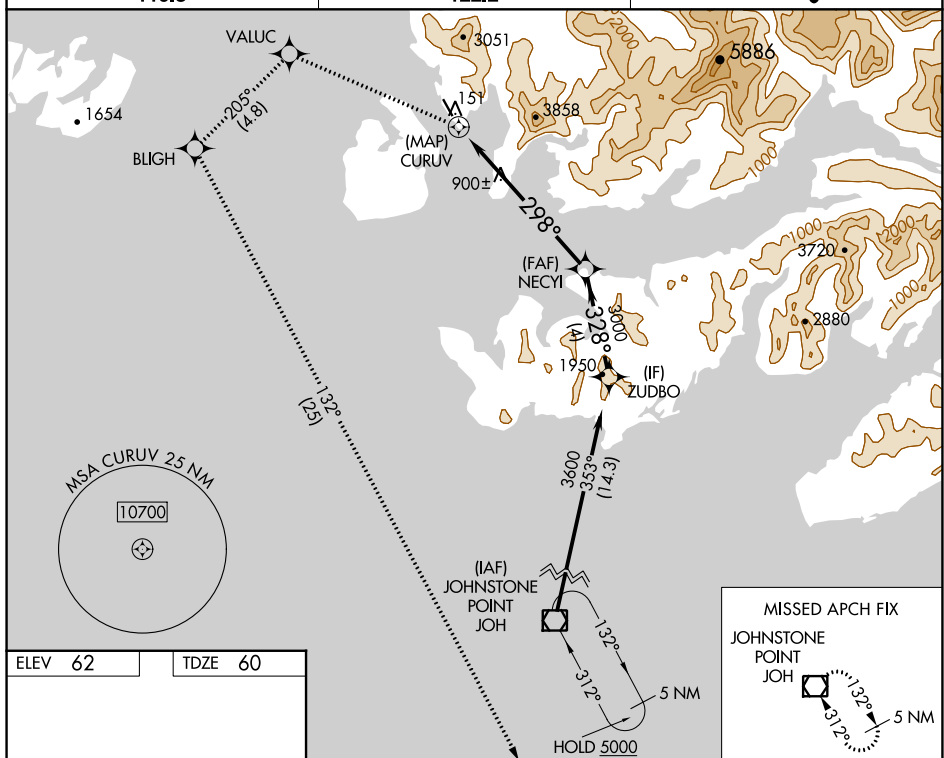 VALUC
3051
5886
2000
205°
(4.8)
151
3858
1654
(MAP)
CURUV
BLIGH
1000
900±
298°
1000
2000
3720
(FAF)
NECYI
1000
2880
3000
328°
(4)
1950
(IF)
ZUDBO
132°
(25)
MSA CURUV 25 NM
10700
3600
353°
(14.3)
(IAF)
JOHNSTONE
POINT
JOH
132°
312°
5 NM
HOLD 5000
MISSED APCH FIX
JOHNSTONE
POINT
JOH
132°
312°
5 NM
ELEV 62
TDZE 60